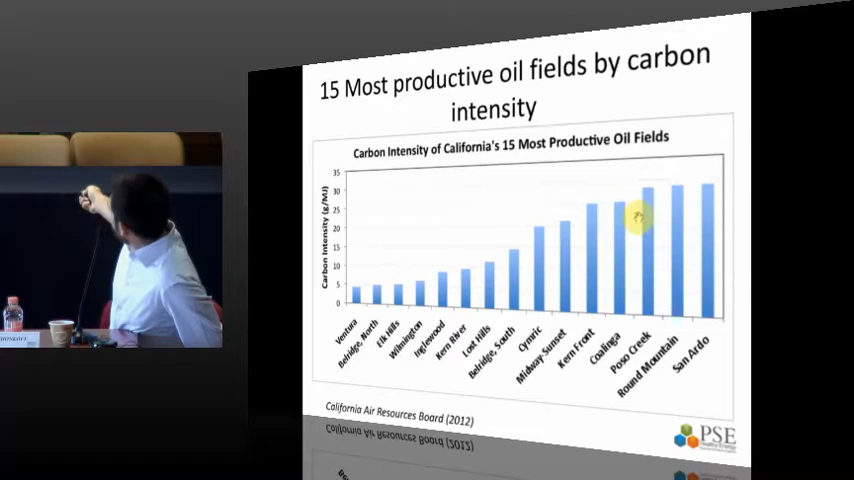 15 Most productive oil fields by carbon
intensity
Carbon Intensity of California's 15 Most Productive Oil Fields
Carbon Intensity (g/MJ)
35
30
25
20
15
10
5
0
Ventura
Belridge, North
Elk Hills
Wilmington
Inglewood
Kern River
Lost Hills
Belridge, South
Cymric
Midway-Sunset
Kern Front
Coalinga
Poso Creek
Round Mountain
San Ardo
California Air Resources Board (2012)
PSE